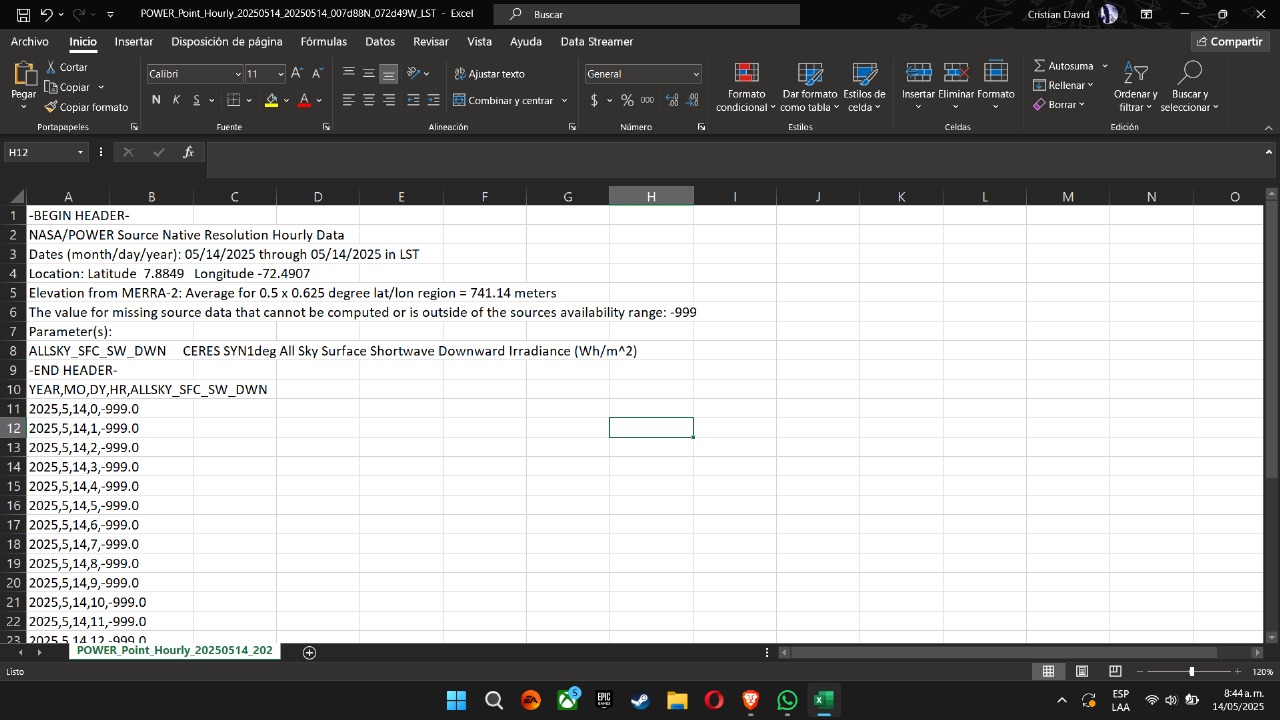 POWER_Point_Hourly_20250514_20250514_007d88N_072d49W_LST - Excel
Buscar
Cristian David
Archivo Inicio Insertar Disposición de página Fórmulas Datos Revisar Vista Ayuda Data Streamer
Compartir
Pegar
Cortar
Copiar
Copiar formato
Portapapeles
Calibri 11 A A
N K S A
Fuente
Ajustar texto
Combinar y centrar
Alineación
General
$ % 000
Número
Formato condicional
Dar formato como tabla
Estilos de celda
Estilos
Insertar Eliminar Formato
Celdas
Autosuma
Rellenar
Borrar
Ordenar y filtrar
Buscar y seleccionar
Edición
H12 fx
A B C D E F G H I J K L M N O
1 -BEGIN HEADER-
2 NASA/POWER Source Native Resolution Hourly Data
3 Dates (month/day/year): 05/14/2025 through 05/14/2025 in LST
4 Location: Latitude  7.8849   Longitude -72.4907
5 Elevation from MERRA-2: Average for 0.5 x 0.625 degree lat/lon region = 741.14 meters
6 The value for missing source data that cannot be computed or is outside of the sources availability range: -999
7 Parameter(s):
8 ALLSKY_SFC_SW_DWN     CERES SYN1deg All Sky Surface Shortwave Downward Irradiance (Wh/m^2)
9 -END HEADER-
10 YEAR,MO,DY,HR,ALLSKY_SFC_SW_DWN
11 2025,5,14,0,-999.0
12 2025,5,14,1,-999.0
13 2025,5,14,2,-999.0
14 2025,5,14,3,-999.0
15 2025,5,14,4,-999.0
16 2025,5,14,5,-999.0
17 2025,5,14,6,-999.0
18 2025,5,14,7,-999.0
19 2025,5,14,8,-999.0
20 2025,5,14,9,-999.0
21 2025,5,14,10,-999.0
22 2025,5,14,11,-999.0
23 2025,5,14,12,-999.0
POWER_Point_Hourly_20250514_202
Listo
120%
EA
5
EPIC GAMES
ESP
LAA
8:44 a. m.
14/05/2025